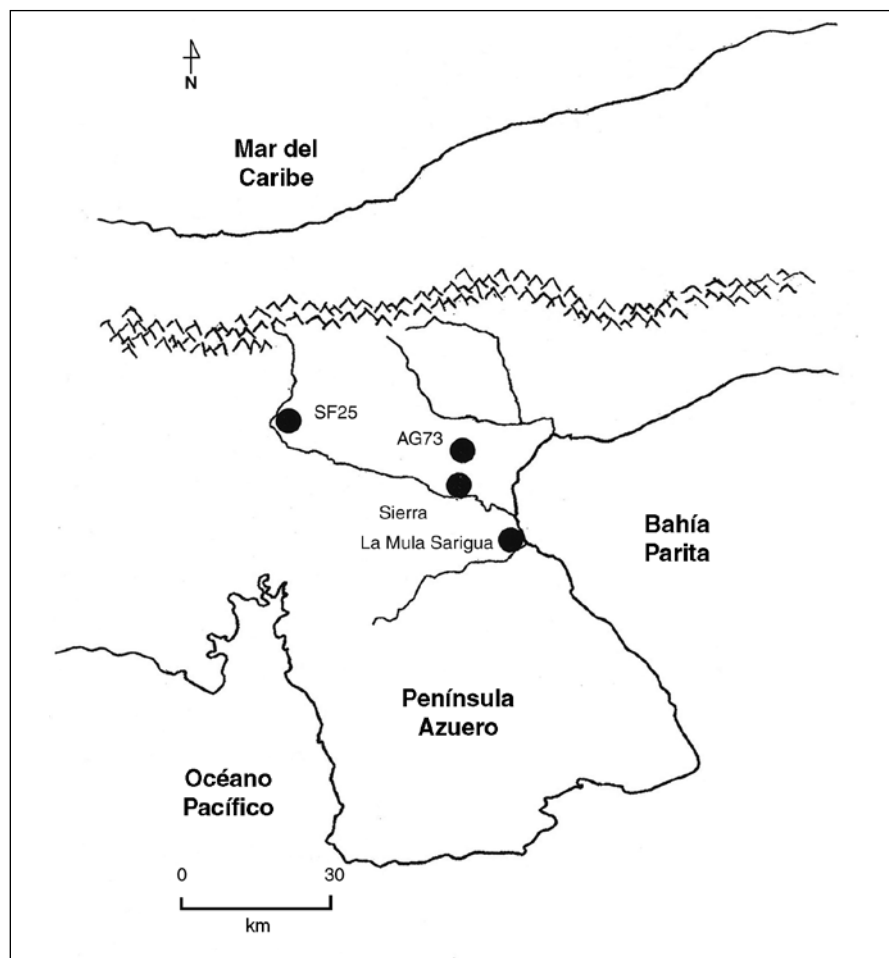 N
Mar del
Caribe
SF25
AG73
Sierra
La Mula Sarigua
Bahía
Parita
Península
Azuero
Océano
Pacífico
0 30
km